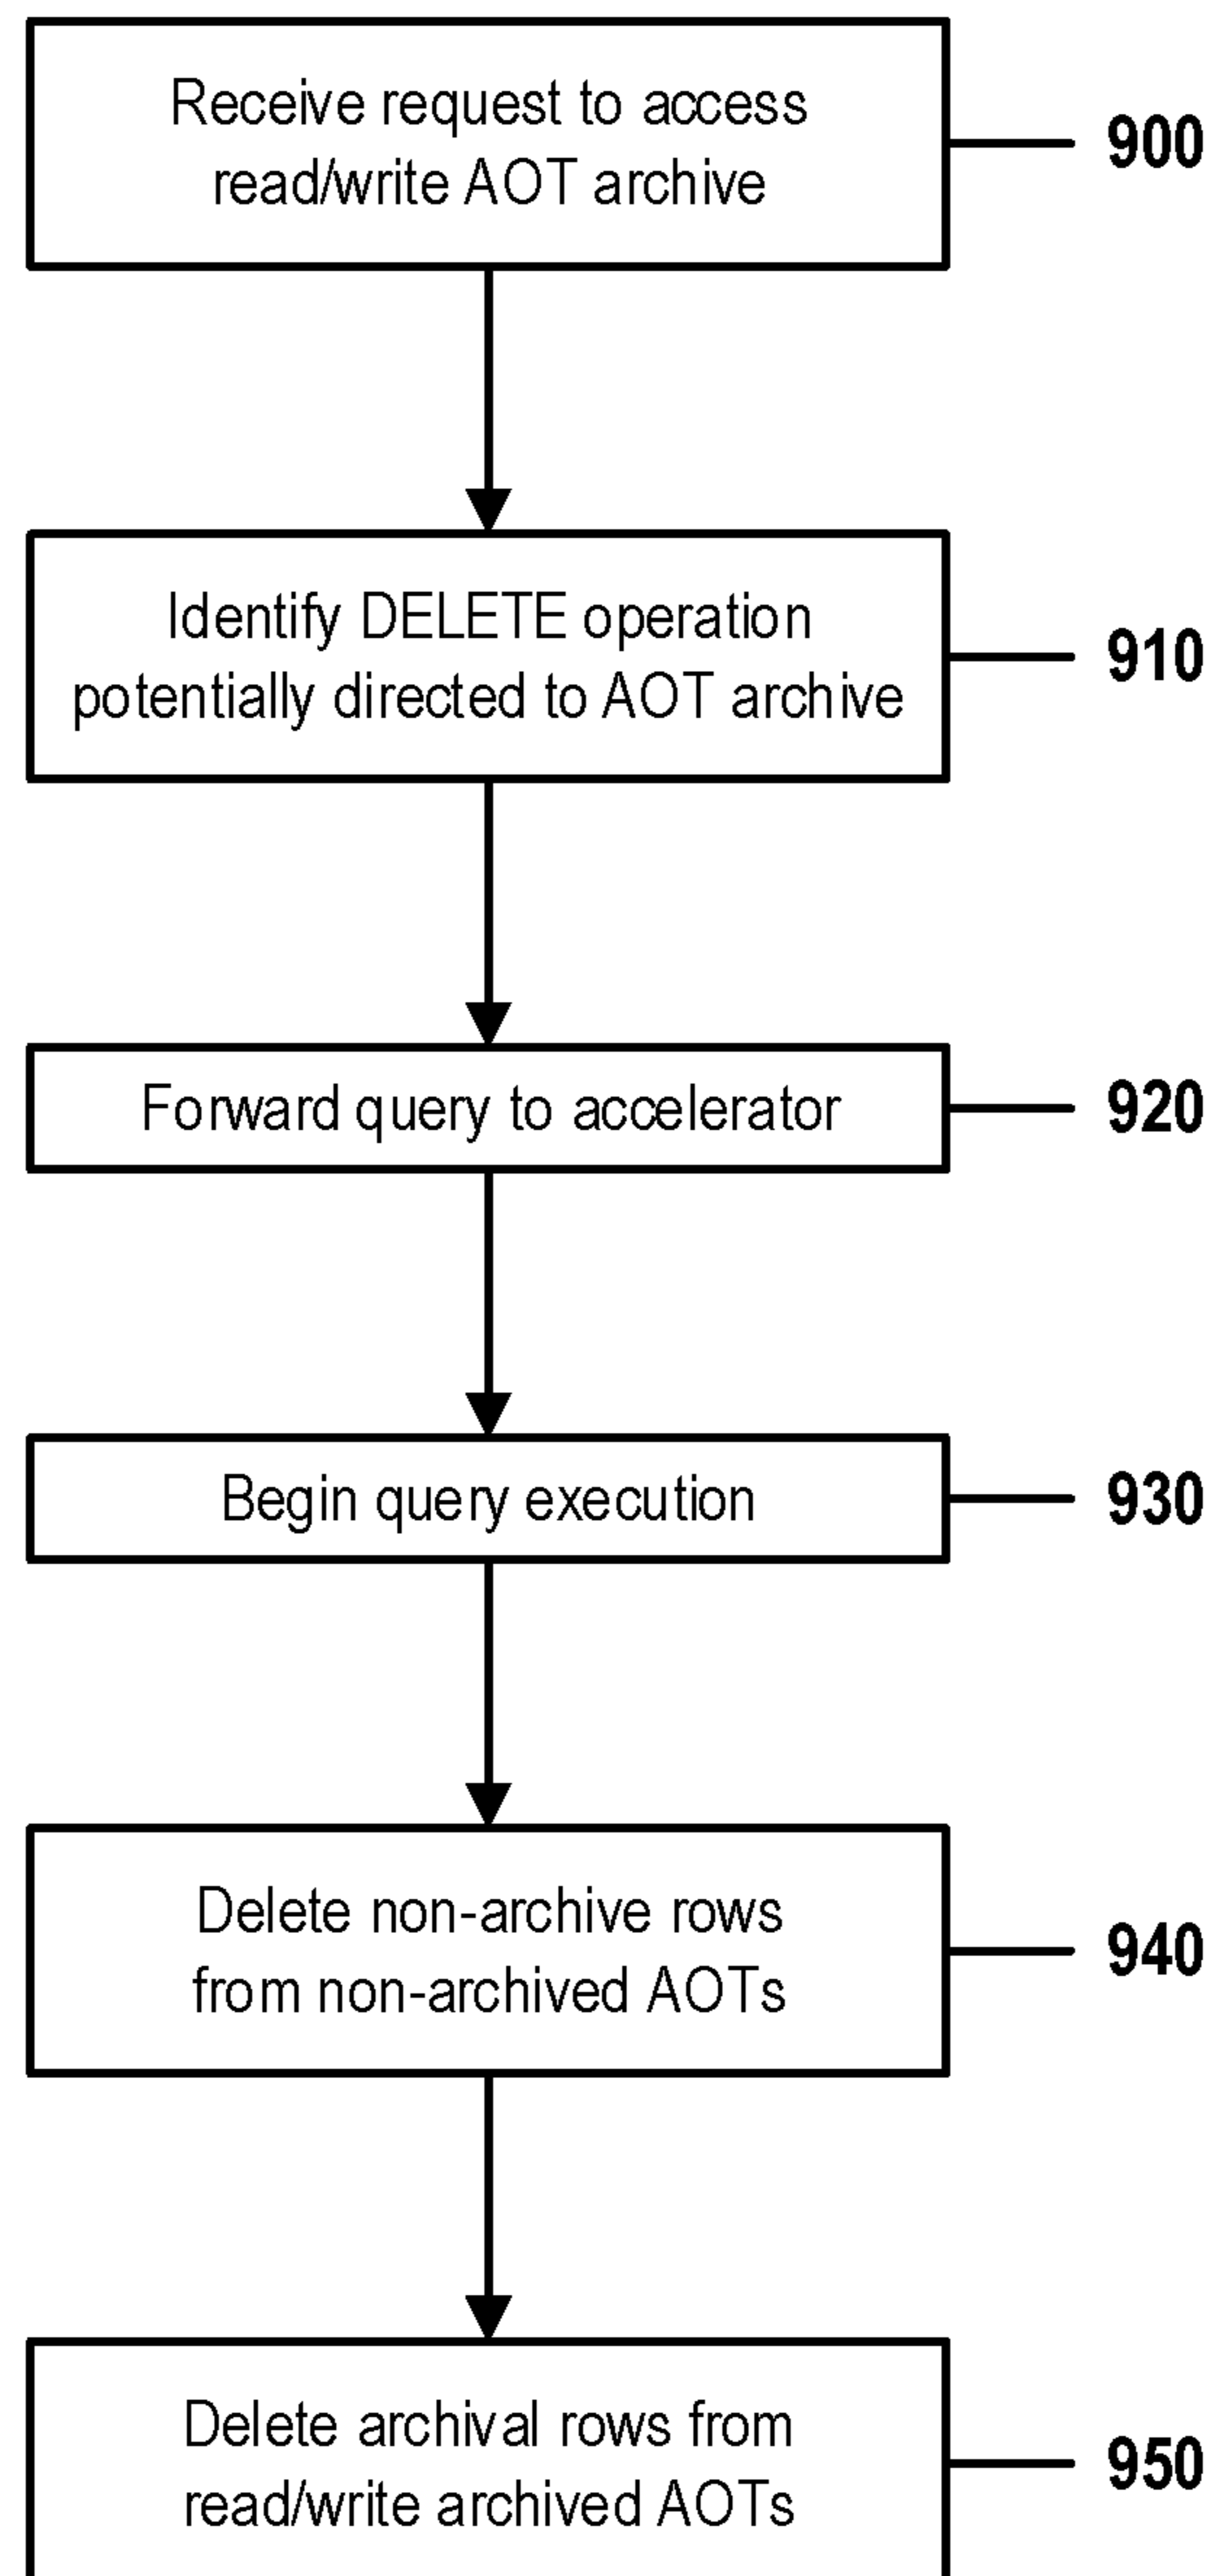 Receive request to access
read/write AOT archive
900
Identify DELETE operation
potentially directed to AOT archive
910
Forward query to accelerator
920
Begin query execution
930
Delete non-archive rows
from non-archived AOTs
940
Delete archival rows from
read/write archived AOTs
950